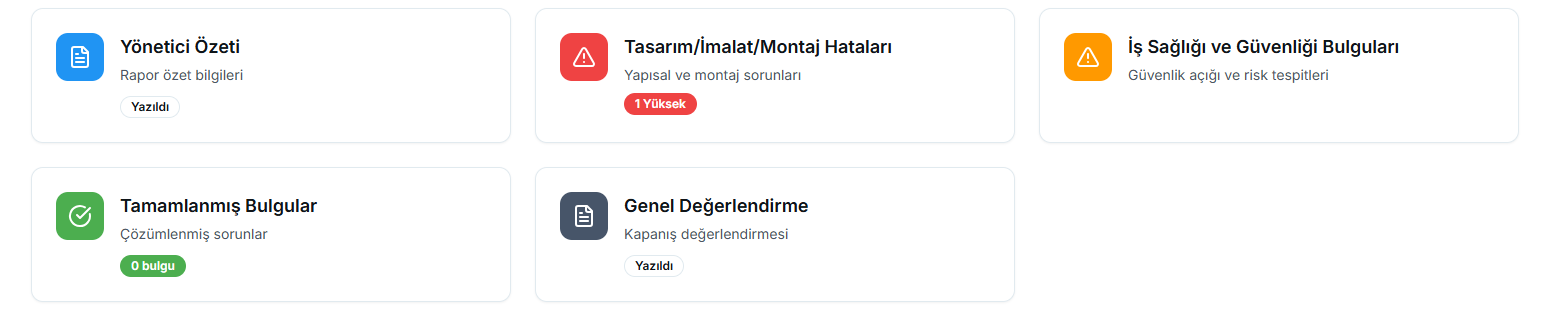 Yönetici Özeti
Rapor özet bilgileri
Yazıldı
Tasarım/İmalat/Montaj Hataları
Yapısal ve montaj sorunları
1 Yüksek
İş Sağlığı ve Güvenliği Bulguları
Güvenlik açığı ve risk tespitleri
Tamamlanmış Bulgular
Çözümlenmiş sorunlar
0 bulgu
Genel Değerlendirme
Kapanış değerlendirmesi
Yazıldı